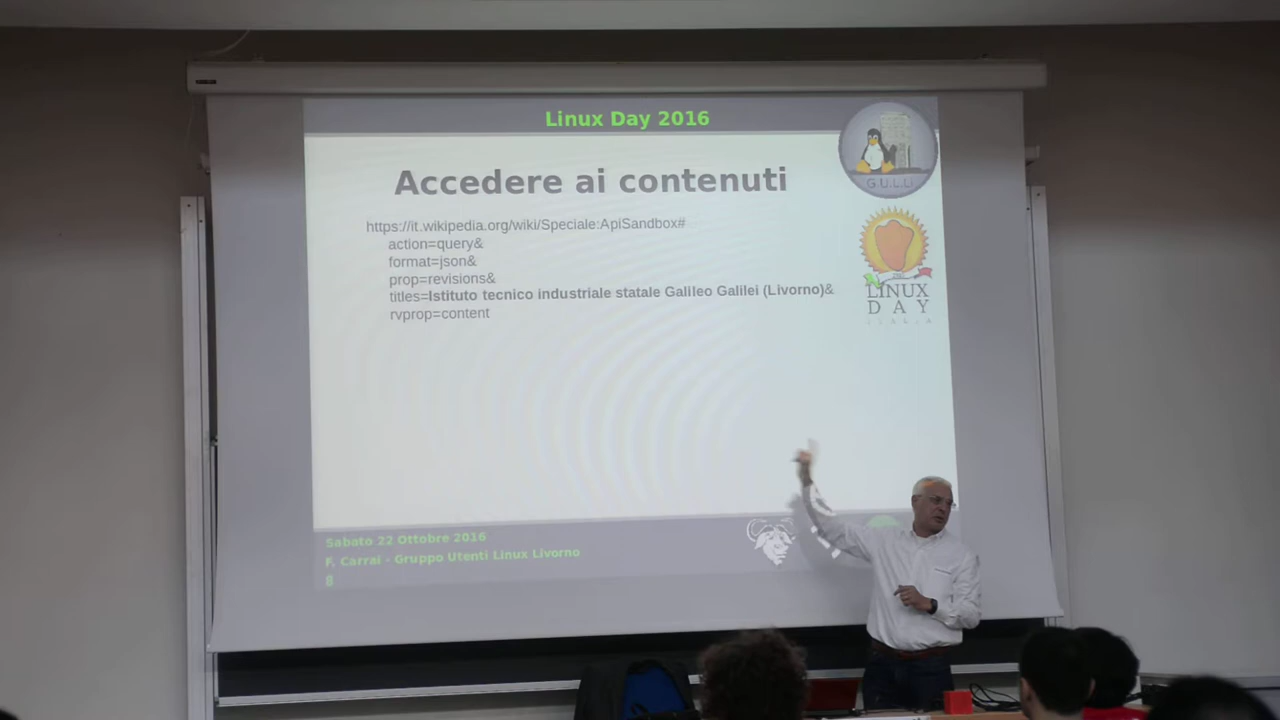 Linux Day 2016
Accedere ai contenuti
https://it.wikipedia.org/wiki/Speciale:ApiSandbox#
action=query&
format=json&
prop=revisions&
titles=Istituto tecnico industriale statale Galileo Galilei (Livorno)&
rvprop=content
G.U.L.LI
LINUX
DAY
ITALIA
Sabato 22 Ottobre 2016
F. Carrai - Gruppo Utenti Linux Livorno
8